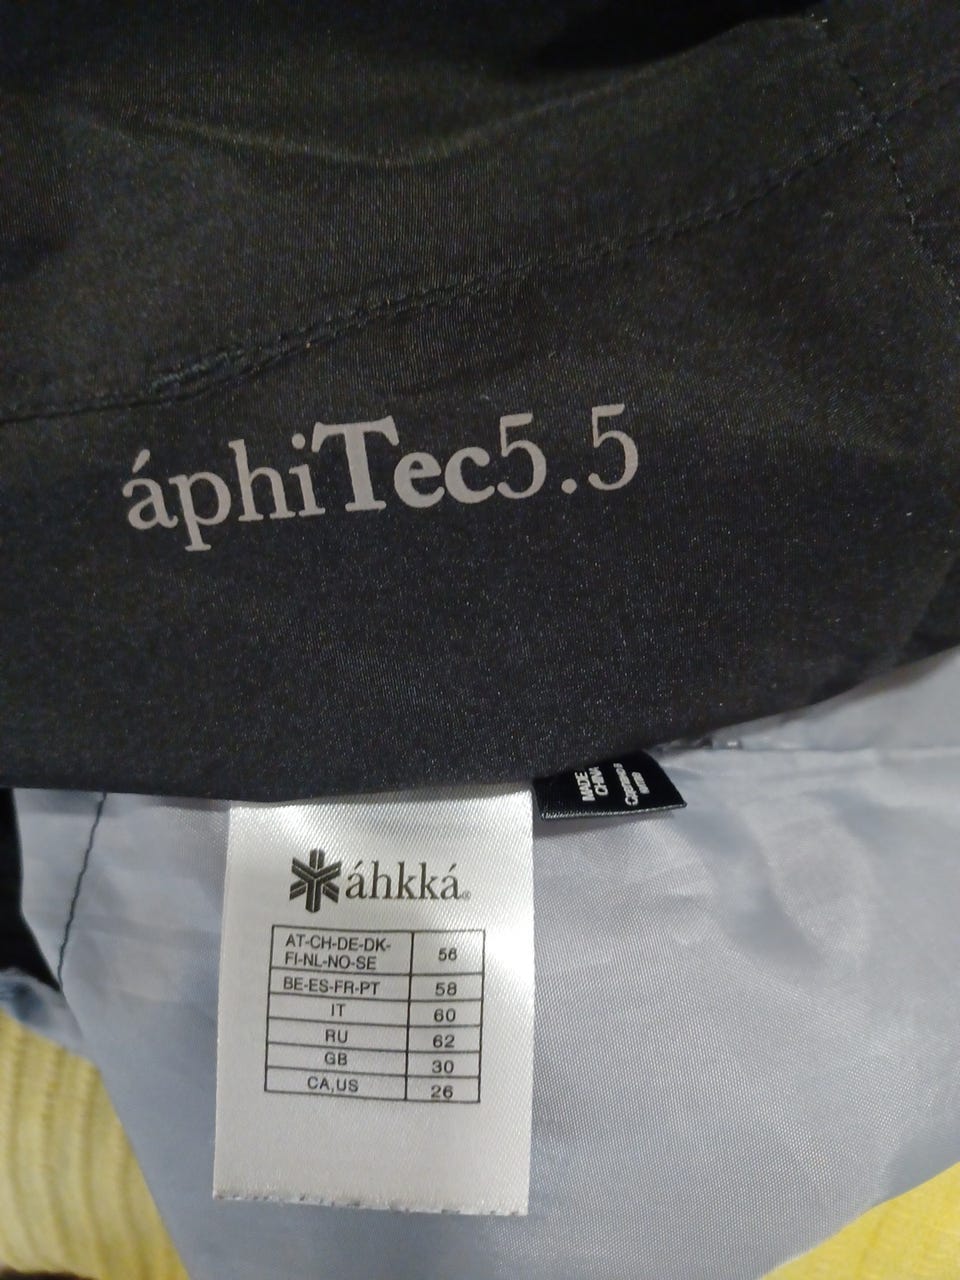 áphiTec5.5
MADE
CHINA
áhkká®
AT-CH-DE-DK-
FI-NL-NO-SE 56
BE-ES-FR-PT 58
IT 60
RU 62
GB 30
CA,US 26